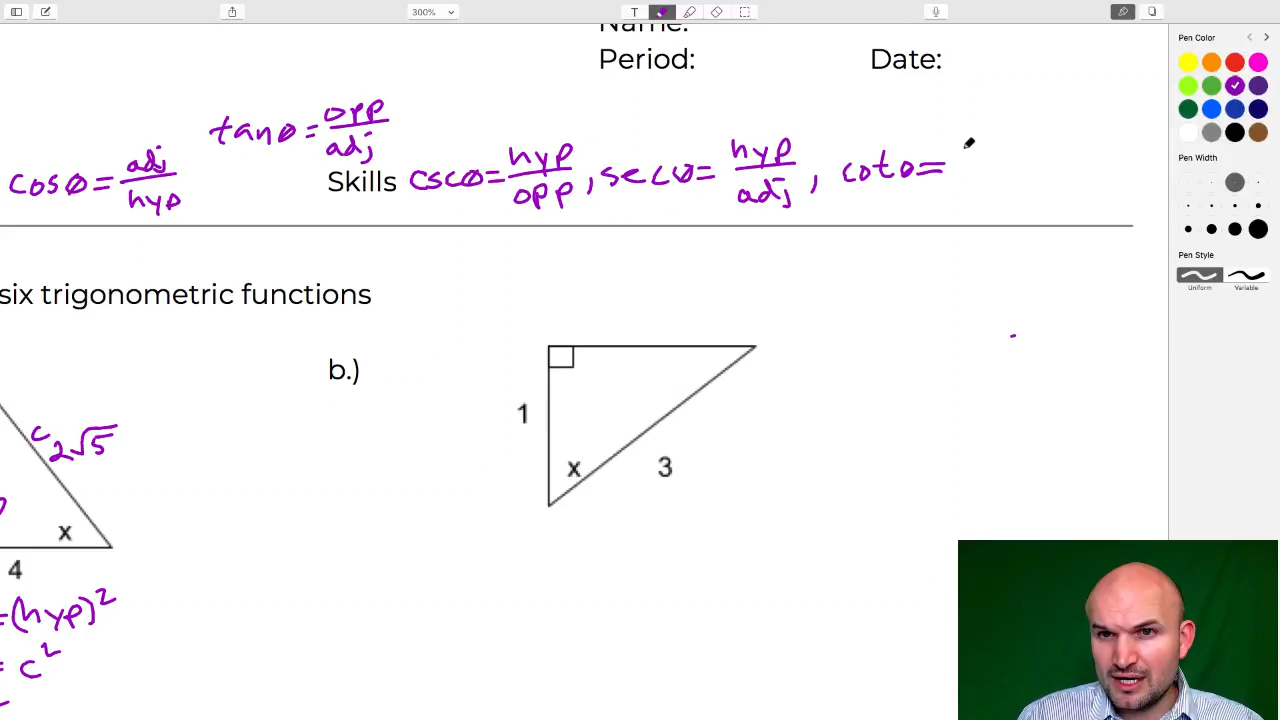 300%
T
Name:
Period: Date:
Pen Color
tanθ = opp/adj
cosθ = adj/hyp
Skills cscθ = hyp/opp, secθ = hyp/adj, cotθ =
Pen Width
Pen Style
Uniform Variable
six trigonometric functions
b.)
1
x
3
c
2√5
x
4
=(hyp)²
= c²